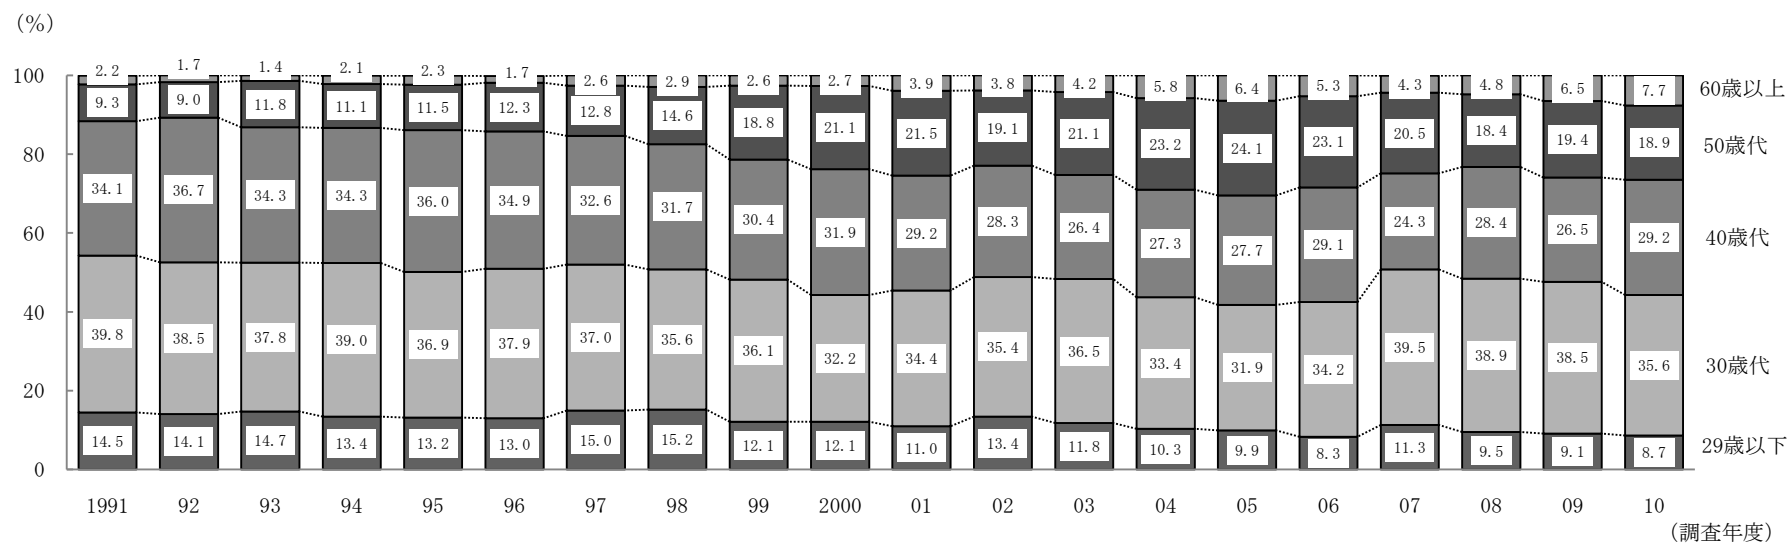 （％）
100
80
60
40
20
0
2.2 1.7 1.4 2.1 2.3 1.7 2.6 2.9 2.6 2.7 3.9 3.8 4.2 5.8 6.4 5.3 4.3 4.8 6.5 7.7 60歳以上
9.3 9.0 11.8 11.1 11.5 12.3 12.8 14.6 18.8 21.1 21.5 19.1 21.1 23.2 24.1 23.1 20.5 18.4 19.4 18.9 50歳代
34.1 36.7 34.3 34.3 36.0 34.9 32.6 31.7 30.4 31.9 29.2 28.3 26.4 27.3 27.7 29.1 24.3 28.4 26.5 29.2 40歳代
39.8 38.5 37.8 39.0 36.9 37.9 37.0 35.6 36.1 32.2 34.4 35.4 36.5 33.4 31.9 34.2 39.5 38.9 38.5 35.6 30歳代
14.5 14.1 14.7 13.4 13.2 13.0 15.0 15.2 12.1 12.1 11.0 13.4 11.8 10.3 9.9 8.3 11.3 9.5 9.1 8.7 29歳以下
1991 92 93 94 95 96 97 98 99 2000 01 02 03 04 05 06 07 08 09 10
（調査年度）